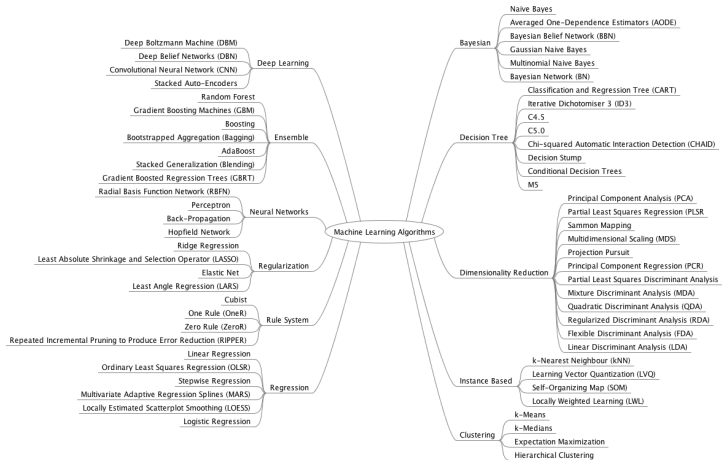 Machine Learning Algorithms
Deep Learning
Deep Boltzmann Machine (DBM)
Deep Belief Networks (DBN)
Convolutional Neural Network (CNN)
Stacked Auto-Encoders
Ensemble
Random Forest
Gradient Boosting Machines (GBM)
Boosting
Bootstrapped Aggregation (Bagging)
AdaBoost
Stacked Generalization (Blending)
Gradient Boosted Regression Trees (GBRT)
Neural Networks
Radial Basis Function Network (RBFN)
Perceptron
Back-Propagation
Hopfield Network
Regularization
Ridge Regression
Least Absolute Shrinkage and Selection Operator (LASSO)
Elastic Net
Least Angle Regression (LARS)
Rule System
Cubist
One Rule (OneR)
Zero Rule (ZeroR)
Repeated Incremental Pruning to Produce Error Reduction (RIPPER)
Regression
Linear Regression
Ordinary Least Squares Regression (OLSR)
Stepwise Regression
Multivariate Adaptive Regression Splines (MARS)
Locally Estimated Scatterplot Smoothing (LOESS)
Logistic Regression
Bayesian
Naive Bayes
Averaged One-Dependence Estimators (AODE)
Bayesian Belief Network (BBN)
Gaussian Naive Bayes
Multinomial Naive Bayes
Bayesian Network (BN)
Decision Tree
Classification and Regression Tree (CART)
Iterative Dichotomiser 3 (ID3)
C4.5
C5.0
Chi-squared Automatic Interaction Detection (CHAID)
Decision Stump
Conditional Decision Trees
M5
Dimensionality Reduction
Principal Component Analysis (PCA)
Partial Least Squares Regression (PLSR)
Sammon Mapping
Multidimensional Scaling (MDS)
Projection Pursuit
Principal Component Regression (PCR)
Partial Least Squares Discriminant Analysis
Mixture Discriminant Analysis (MDA)
Quadratic Discriminant Analysis (QDA)
Regularized Discriminant Analysis (RDA)
Flexible Discriminant Analysis (FDA)
Linear Discriminant Analysis (LDA)
Instance Based
k-Nearest Neighbour (kNN)
Learning Vector Quantization (LVQ)
Self-Organizing Map (SOM)
Locally Weighted Learning (LWL)
Clustering
k-Means
k-Medians
Expectation Maximization
Hierarchical Clustering